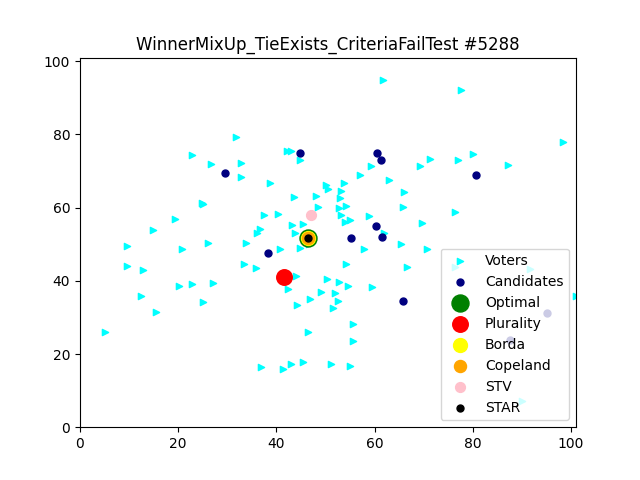 WinnerMixUp_TieExists_CriteriaFailTest #5288
100
80
60
40
20
0
0 20 40 60 80 100
Voters
Candidates
Optimal
Plurality
Borda
Copeland
STV
STAR